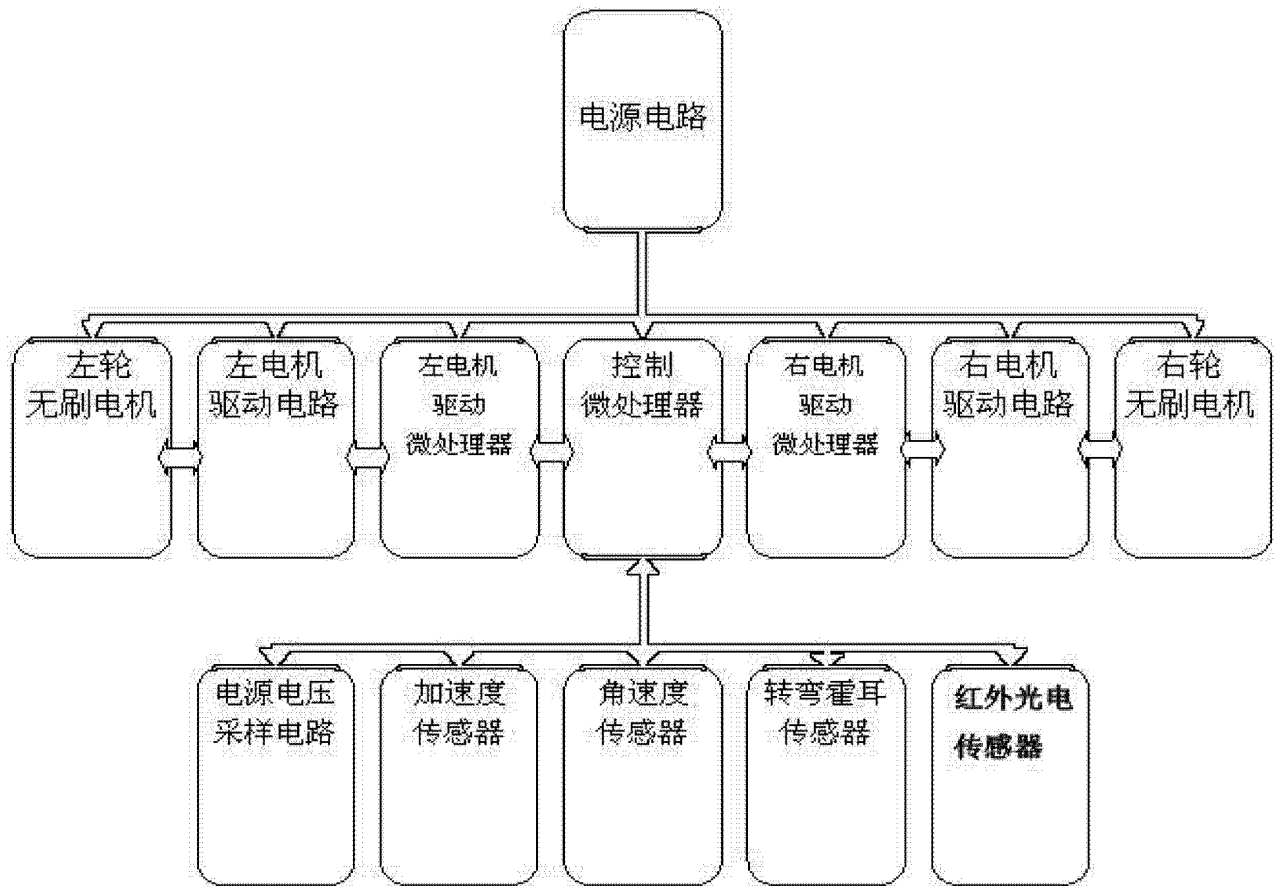 电源电路
左轮
无刷电机
左电机
驱动电路
左电机
驱动
微处理器
控制
微处理器
右电机
驱动
微处理器
右电机
驱动电路
右轮
无刷电机
电源电压
采样电路
加速度
传感器
角速度
传感器
转弯霍耳
传感器
红外光电
传感器